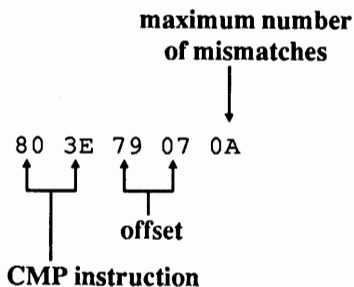 maximum number
of mismatches
80 3E 79 07 0A
offset
CMP instruction